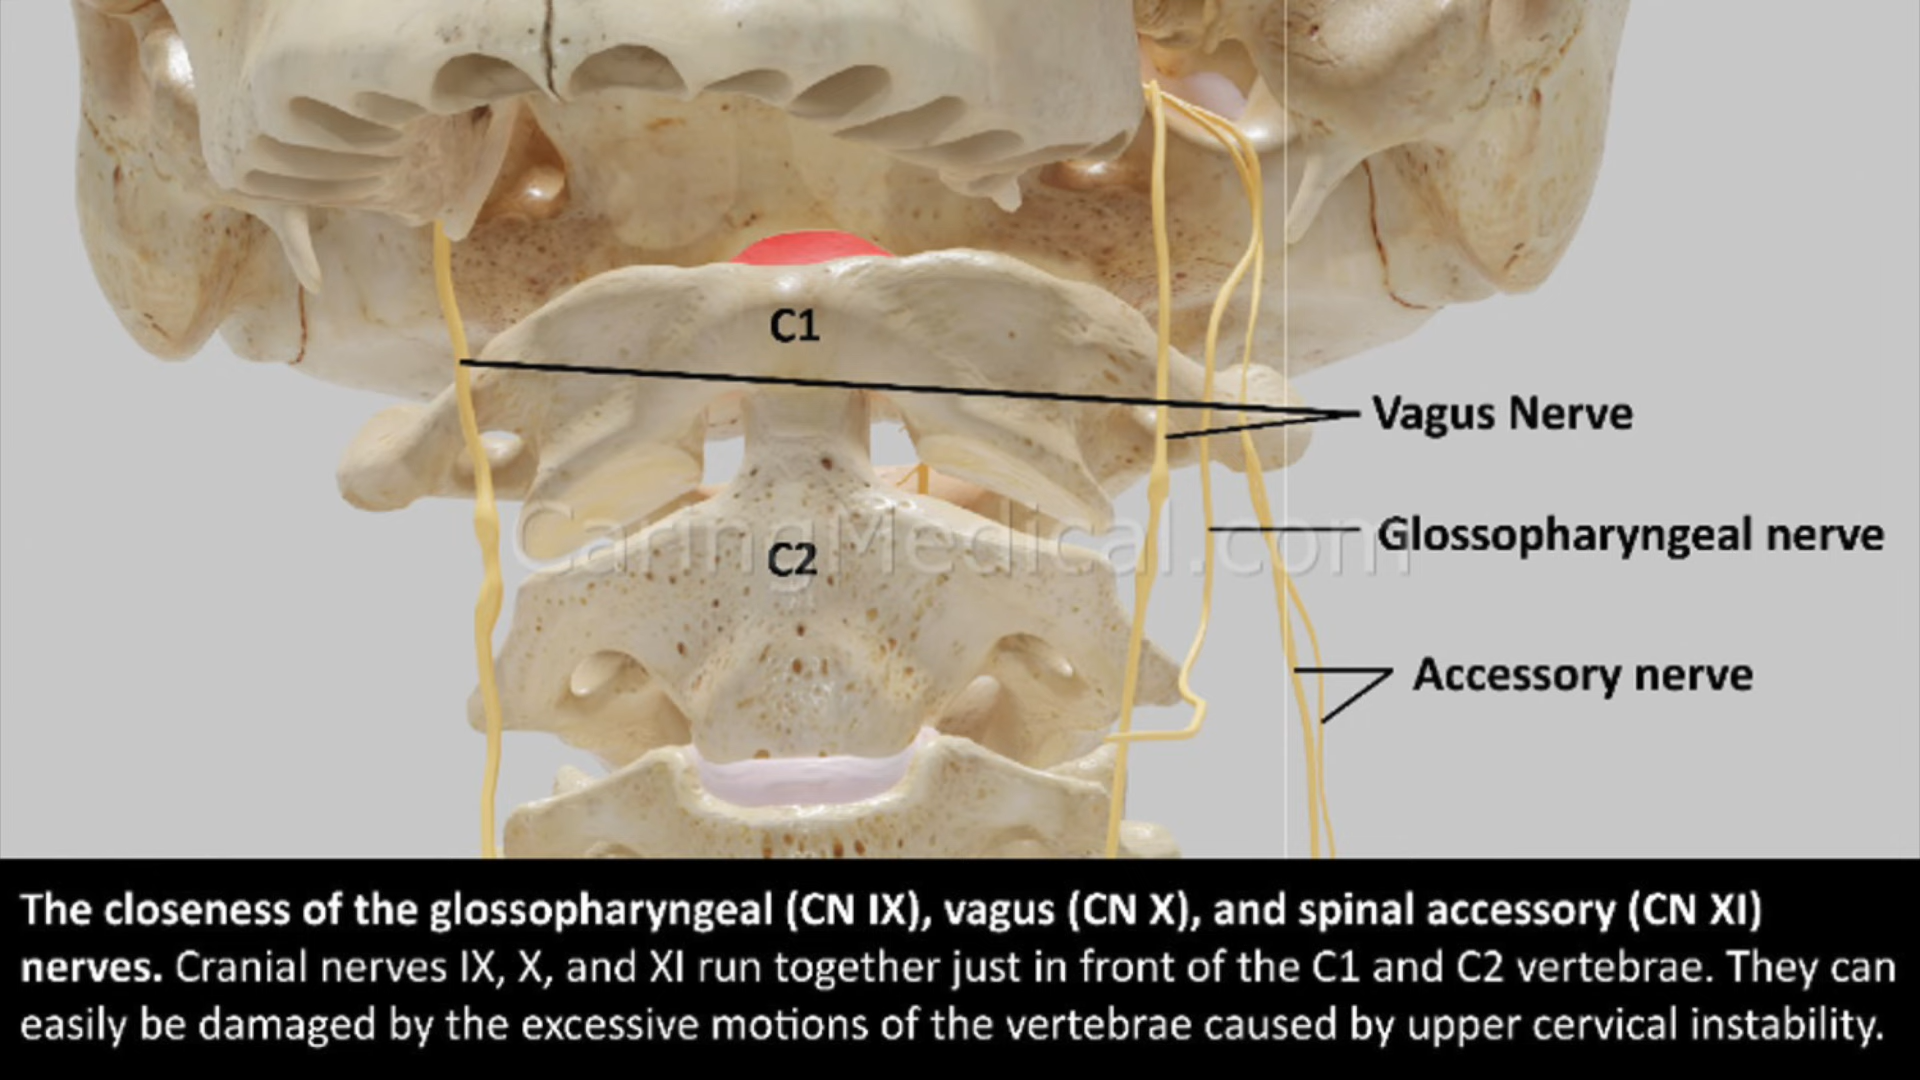 C1
Vagus Nerve
CaringMedical.com
Glossopharyngeal nerve
C2
Accessory nerve
The closeness of the glossopharyngeal (CN IX), vagus (CN X), and spinal accessory (CN XI)
nerves. Cranial nerves IX, X, and XI run together just in front of the C1 and C2 vertebrae. They can
easily be damaged by the excessive motions of the vertebrae caused by upper cervical instability.